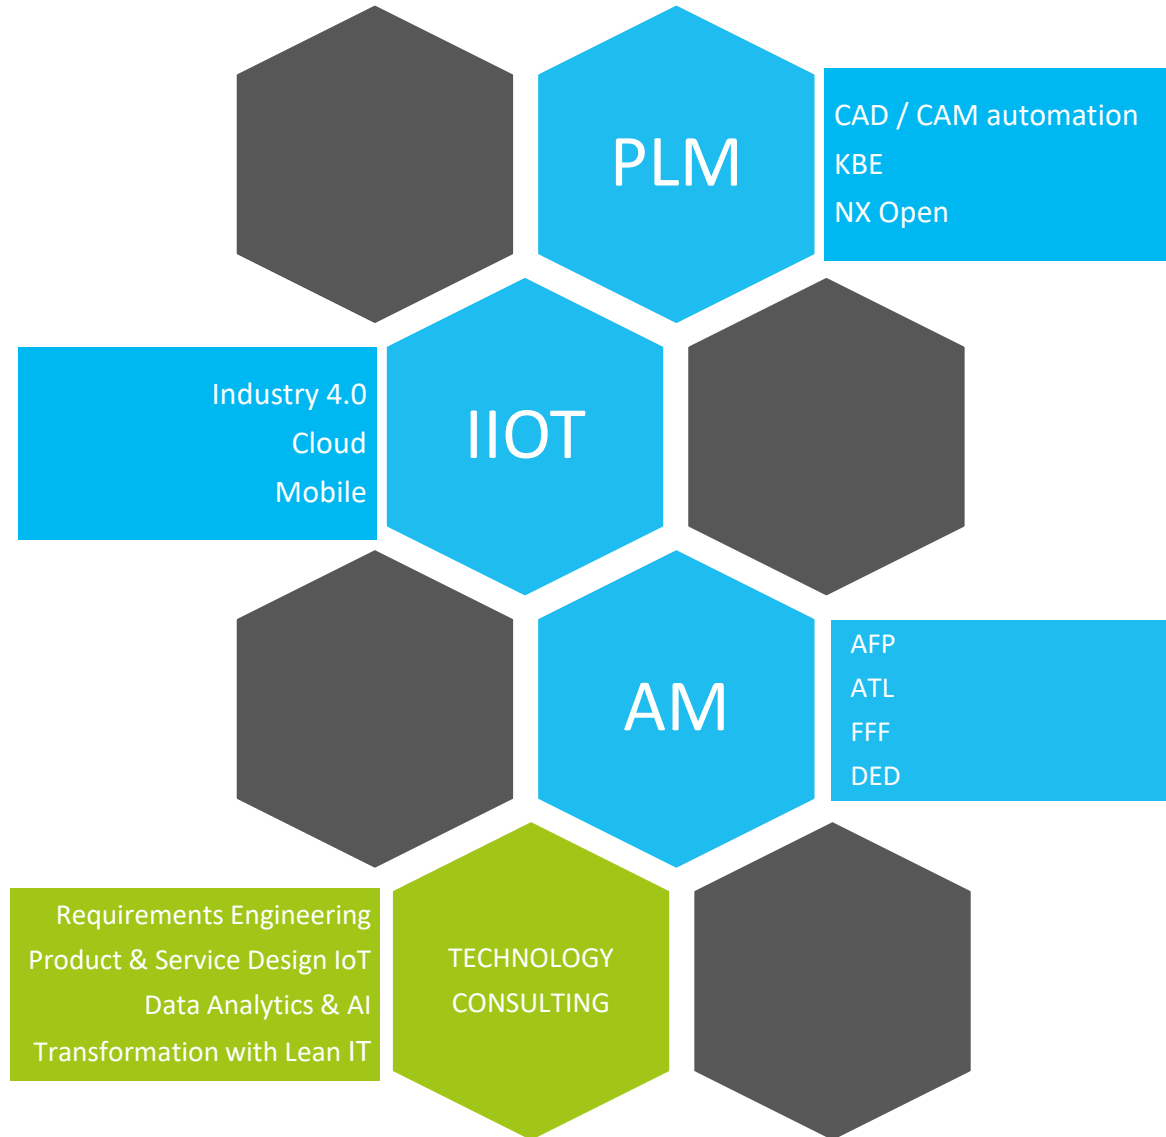 PLM
CAD / CAM automation
KBE
NX Open
Industry 4.0
Cloud
Mobile
IIOT
AM
AFP
ATL
FFF
DED
Requirements Engineering
Product & Service Design IoT
Data Analytics & AI
Transformation with Lean IT
TECHNOLOGY
CONSULTING